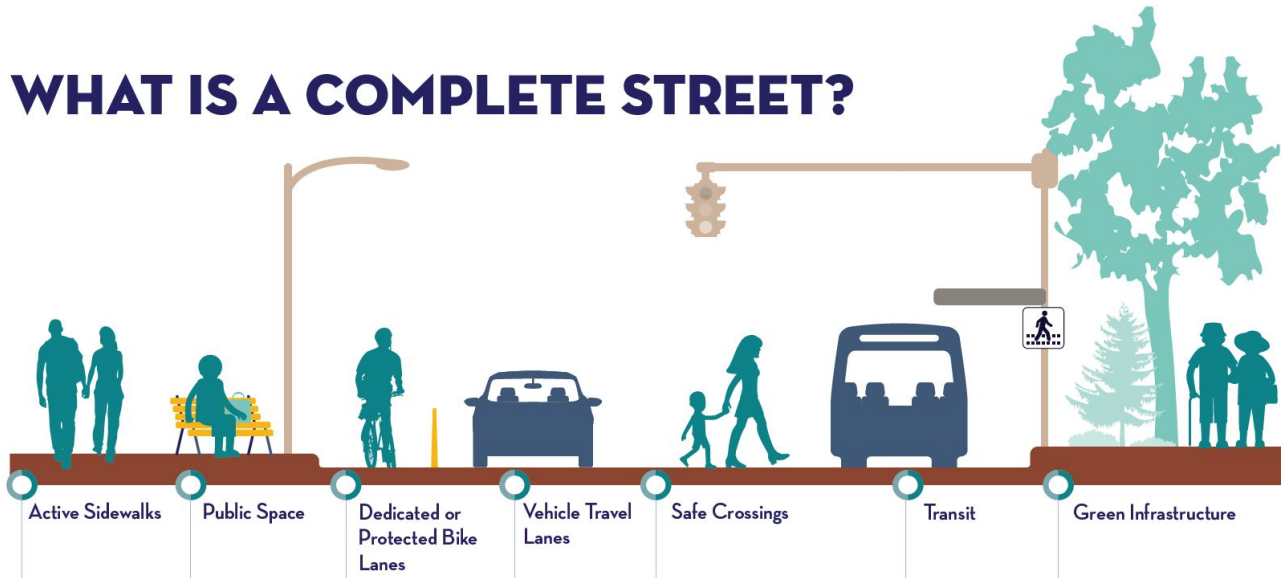 WHAT IS A COMPLETE STREET?
Active Sidewalks
Public Space
Dedicated or
Protected Bike
Lanes
Vehicle Travel
Lanes
Safe Crossings
Transit
Green Infrastructure